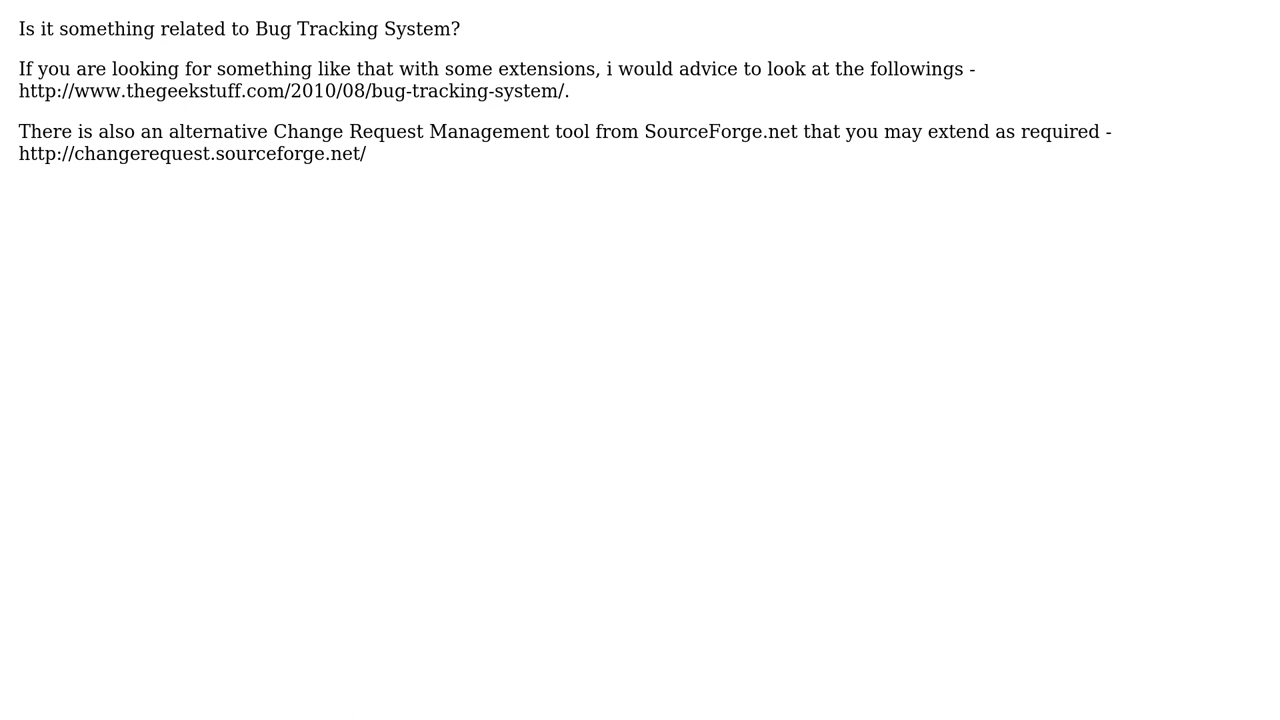 Is it something related to Bug Tracking System?
If you are looking for something like that with some extensions, i would advice to look at the followings -
http://www.thegeekstuff.com/2010/08/bug-tracking-system/.
There is also an alternative Change Request Management tool from SourceForge.net that you may extend as required -
http://changerequest.sourceforge.net/